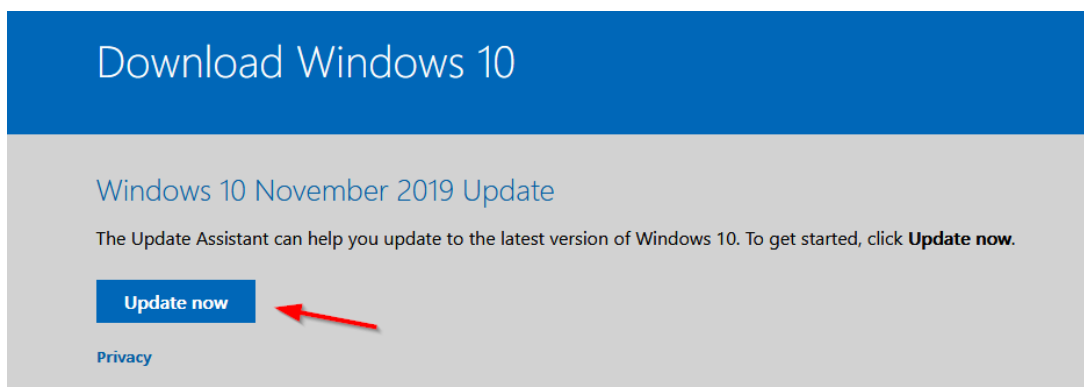 Download Windows 10
Windows 10 November 2019 Update
The Update Assistant can help you update to the latest version of Windows 10. To get started, click Update now.
Update now
Privacy